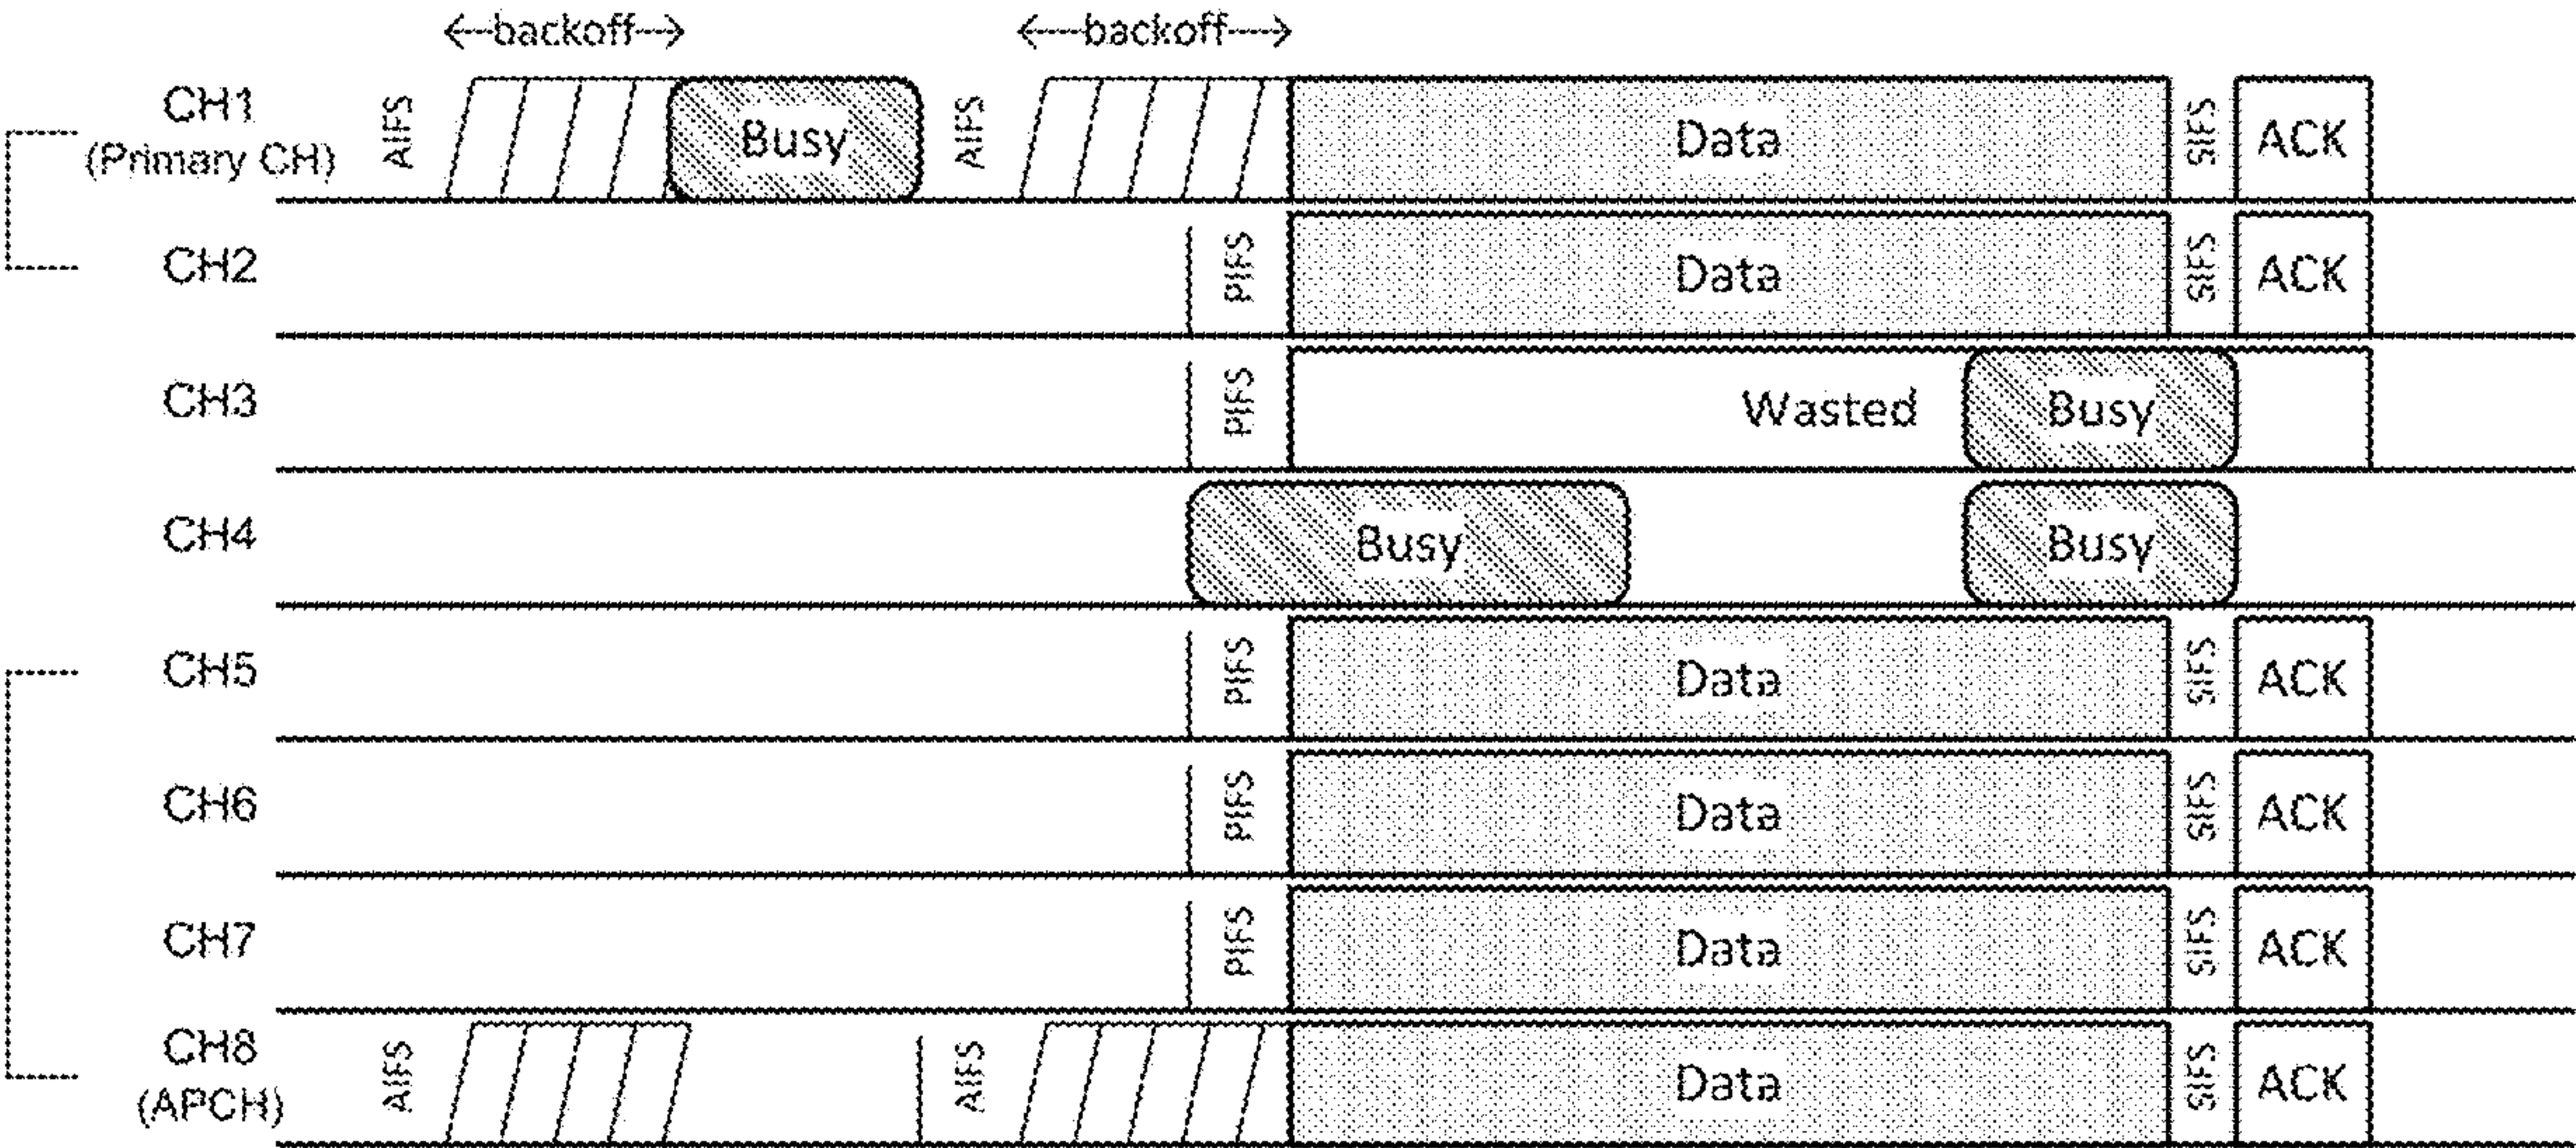 backoff backoff
CH1 (Primary CH) AIFS Busy AIFS Data SIFS ACK
CH2 PIFS Data SIFS ACK
CH3 PIFS Wasted Busy
CH4 Busy Busy
CH5 PIFS Data SIFS ACK
CH6 PIFS Data SIFS ACK
CH7 PIFS Data SIFS ACK
CH8 (APCH) AIFS AIFS Data SIFS ACK